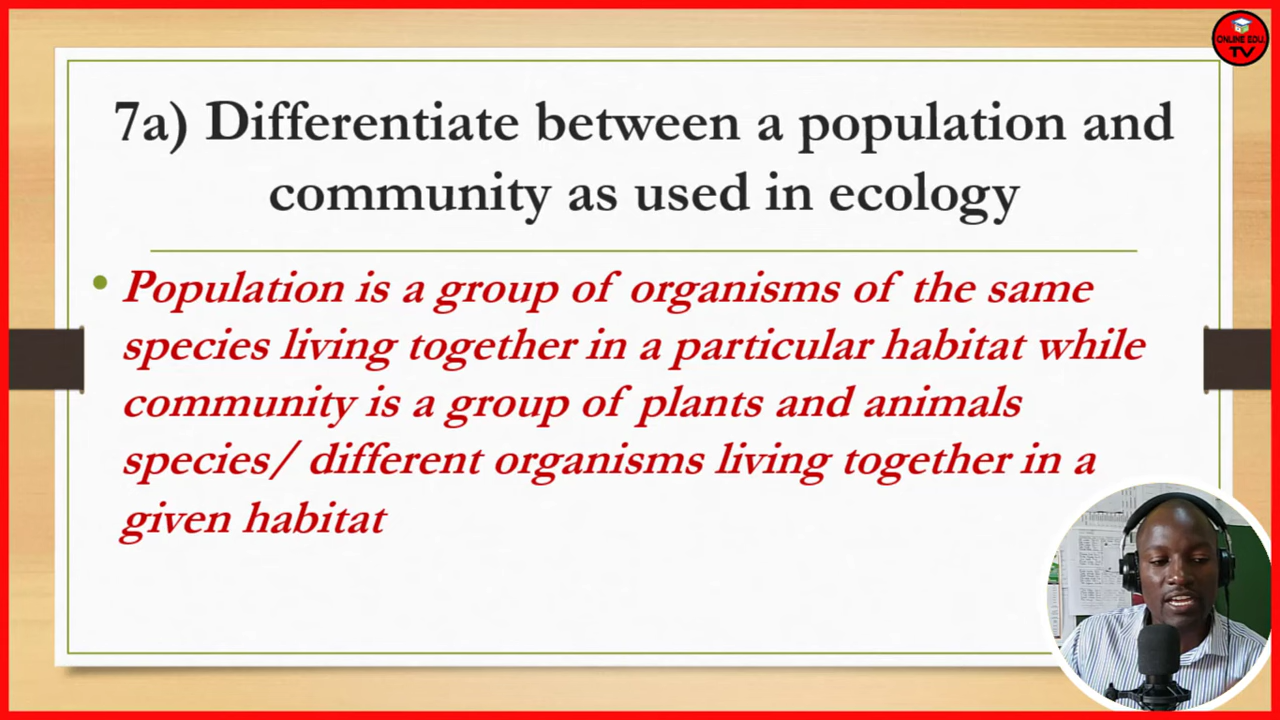 ONLINE EDU.
TV
7a) Differentiate between a population and
community as used in ecology
• Population is a group of organisms of the same
species living together in a particular habitat while
community is a group of plants and animals
species/ different organisms living together in a
given habitat